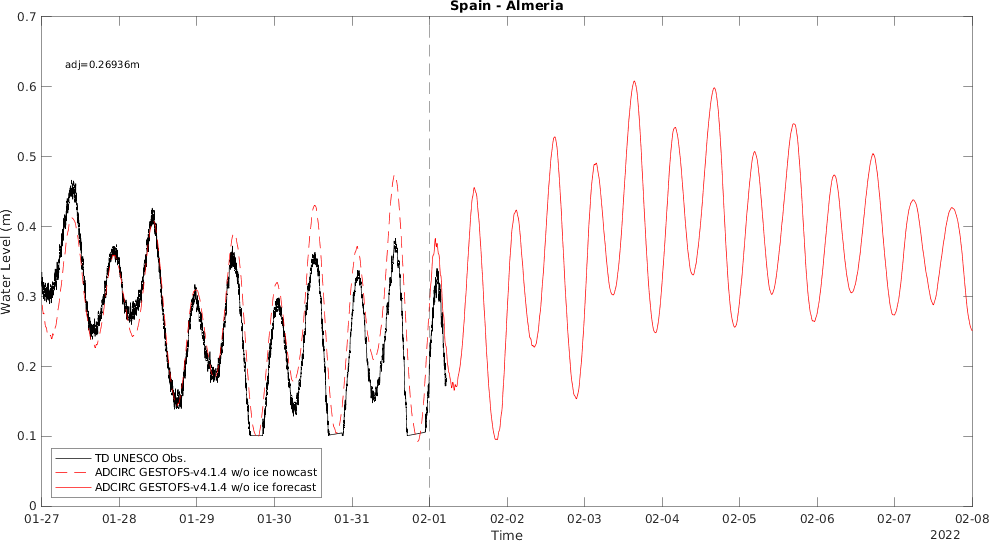 Spain - Almeria
0.7
0.6
0.5
0.4
0.3
0.2
0.1
0
Water Level (m)
adj=0.26936m
TD UNESCO Obs.
ADCIRC GESTOFS-v4.1.4 w/o ice nowcast
ADCIRC GESTOFS-v4.1.4 w/o ice forecast
01-27 01-28 01-29 01-30 01-31 02-01 02-02 02-03 02-04 02-05 02-06 02-07 02-08
Time
2022